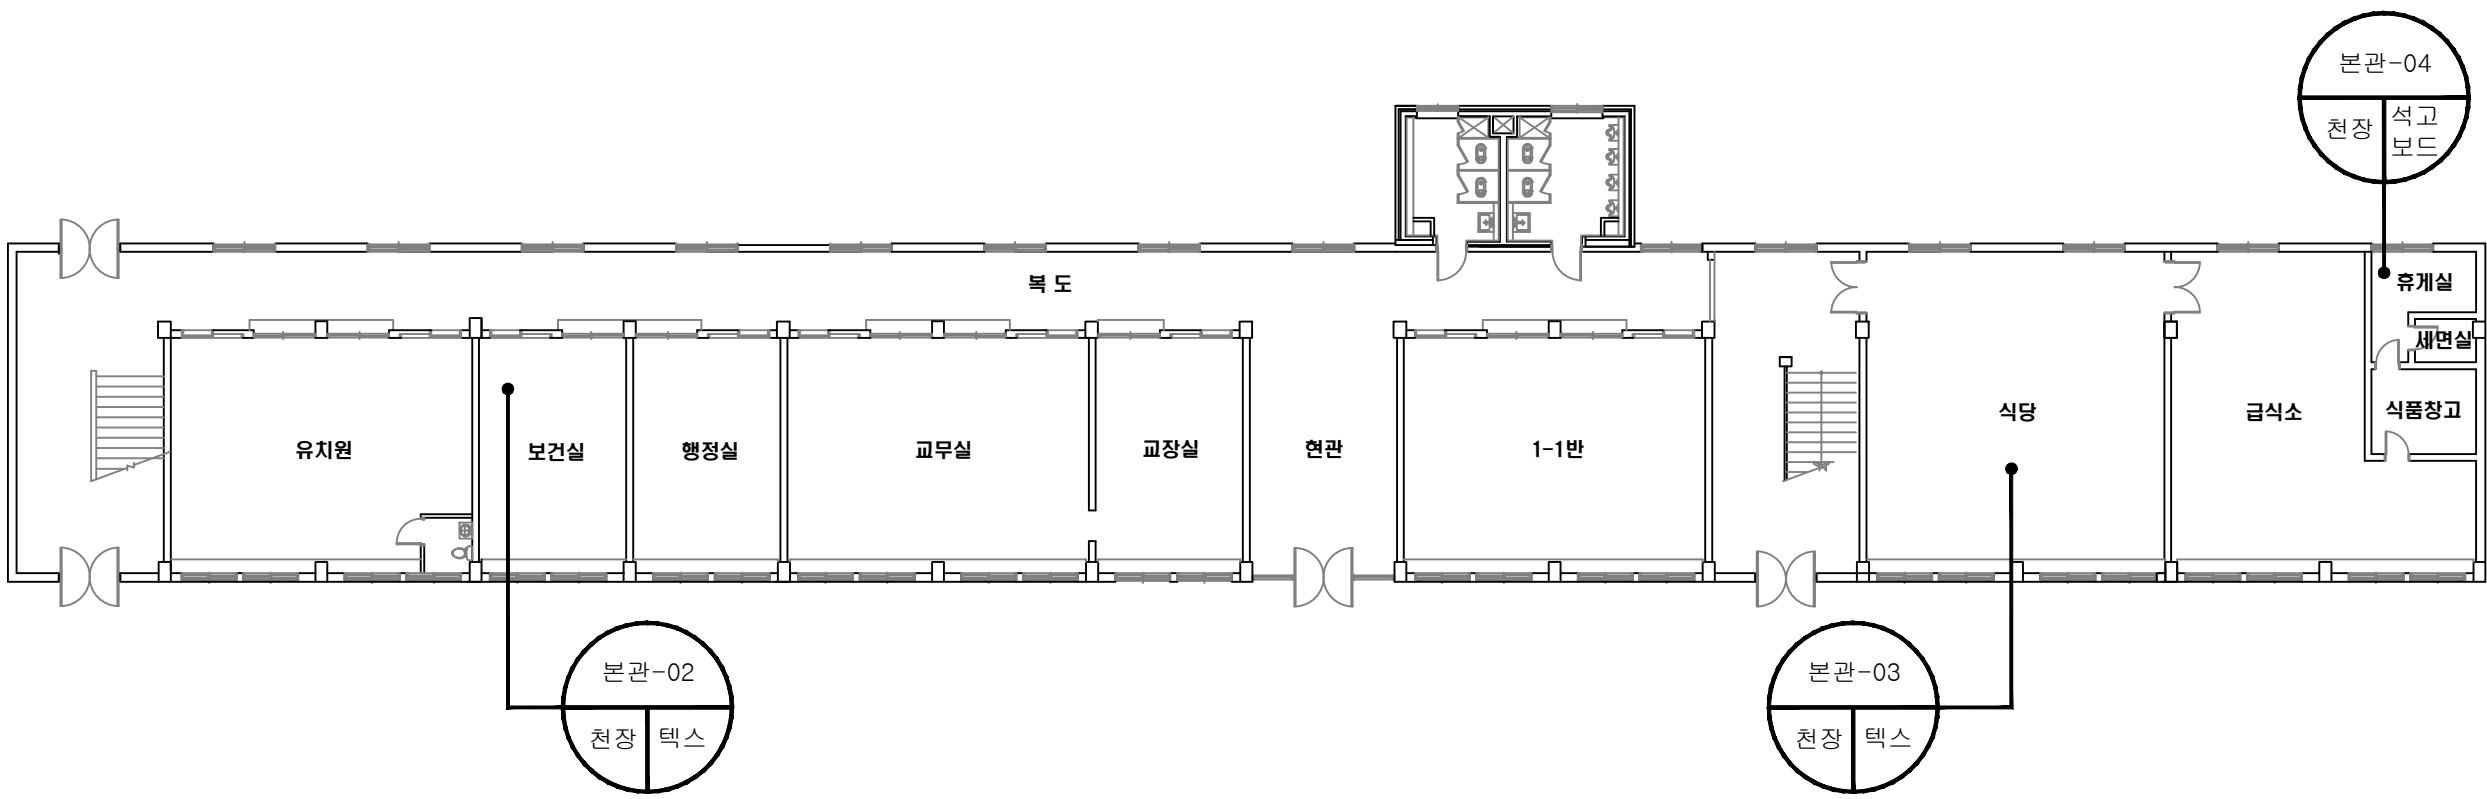 본관-04
천장
석고
보드
복 도
휴게실
세면실
유치원
보건실
행정실
교무실
교장실
현관
1-1반
식당
급식소
식품창고
본관-02
천장
텍스
본관-03
천장
텍스